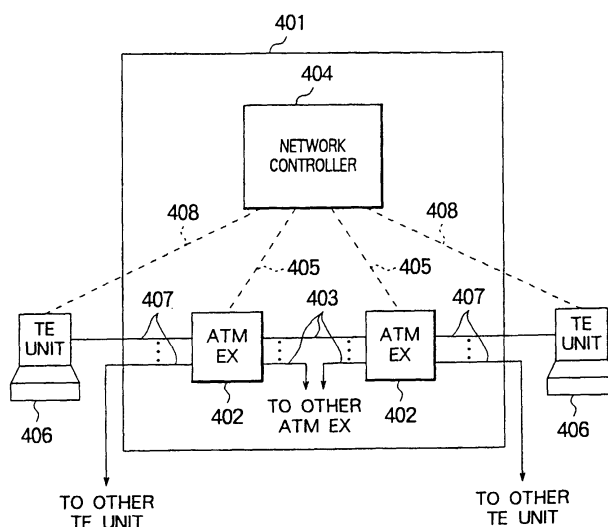 401
404
NETWORK
CONTROLLER
408
408
405
405
407
403
407
TE
UNIT
ATM
EX
ATM
EX
TE
UNIT
406
402
TO OTHER
ATM EX
402
406
TO OTHER
TE UNIT
TO OTHER
TE UNIT